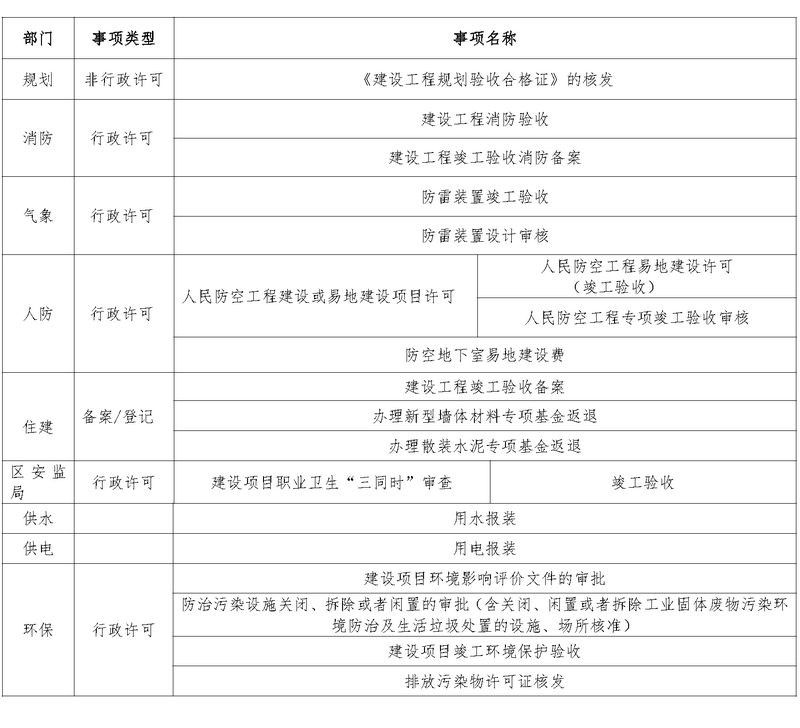 部门 事项类型 事项名称
规划 非行政许可 《建设工程规划验收合格证》的核发
消防 行政许可 建设工程消防验收
建设工程竣工验收消防备案
气象 行政许可 防雷装置竣工验收
防雷装置设计审核
人防 行政许可 人民防空工程建设或易地建设项目许可 人民防空工程易地建设许可
（竣工验收）
人民防空工程专项竣工验收审核
防空地下室易地建设费
住建 备案/登记 建设工程竣工验收备案
办理新型墙体材料专项基金返退
办理散装水泥专项基金返退
区安监
局 行政许可 建设项目职业卫生“三同时”审查 竣工验收
供水 用水报装
供电 用电报装
环保 行政许可 建设项目环境影响评价文件的审批
防治污染设施关闭、拆除或者闲置的审批（含关闭、闲置或者拆除工业固体废物污染环
境防治及生活垃圾处置的设施、场所核准）
建设项目竣工环境保护验收
排放污染物许可证核发